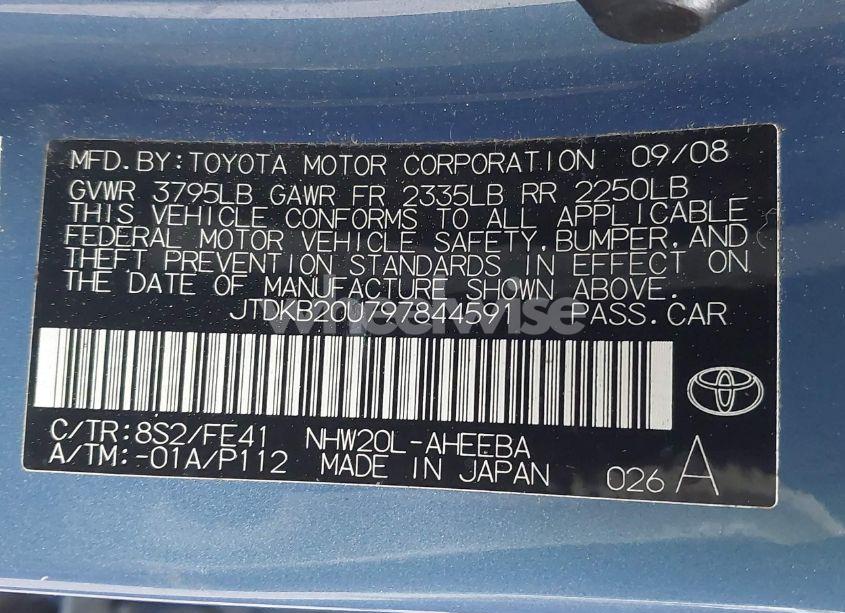 MFD.BY:TOYOTA MOTOR CORPORATION 09/08
GVWR 3795LB GAWR FR 2335LB RR 2250LB
THIS VEHICLE CONFORMS TO ALL APPLICABLE
FEDERAL MOTOR VEHICLE SAFETY,BUMPER,AND
THEFT PREVENTION STANDARDS IN EFFECT ON
THE DATE OF MANUFACTURE SHOWN ABOVE.
JTDKB20U797844591 PASS.CAR
wheelwise
C/TR:8S2/FE41 NHW20L-AHEEBA
A/TM:-01A/P112 MADE IN JAPAN
026 A